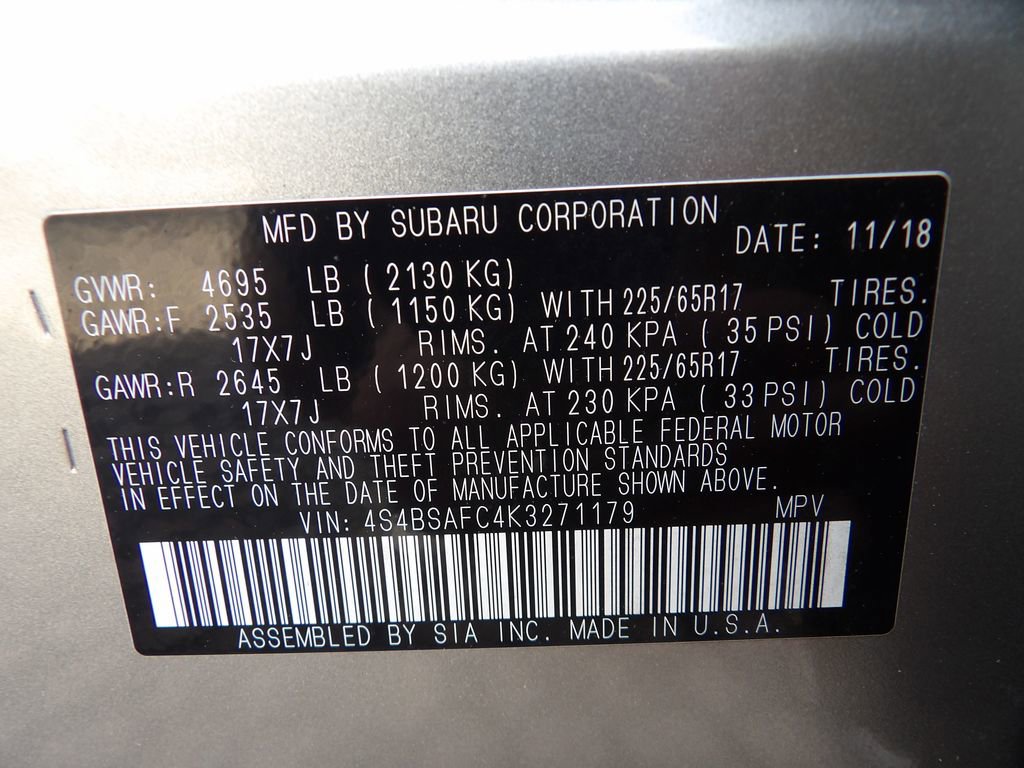 MFD BY SUBARU CORPORATION
DATE: 11/18
GVWR: 4695 LB ( 2130 KG)
GAWR:F 2535 LB ( 1150 KG) WITH 225/65R17 TIRES.
17X7J RIMS. AT 240 KPA ( 35 PSI) COLD
GAWR:R 2645 LB ( 1200 KG) WITH 225/65R17 TIRES.
17X7J RIMS. AT 230 KPA ( 33 PSI) COLD
THIS VEHICLE CONFORMS TO ALL APPLICABLE FEDERAL MOTOR
VEHICLE SAFETY AND THEFT PREVENTION STANDARDS
IN EFFECT ON THE DATE OF MANUFACTURE SHOWN ABOVE.
VIN: 4S4BSAFC4K3271179 MPV
ASSEMBLED BY SIA INC. MADE IN U.S.A.